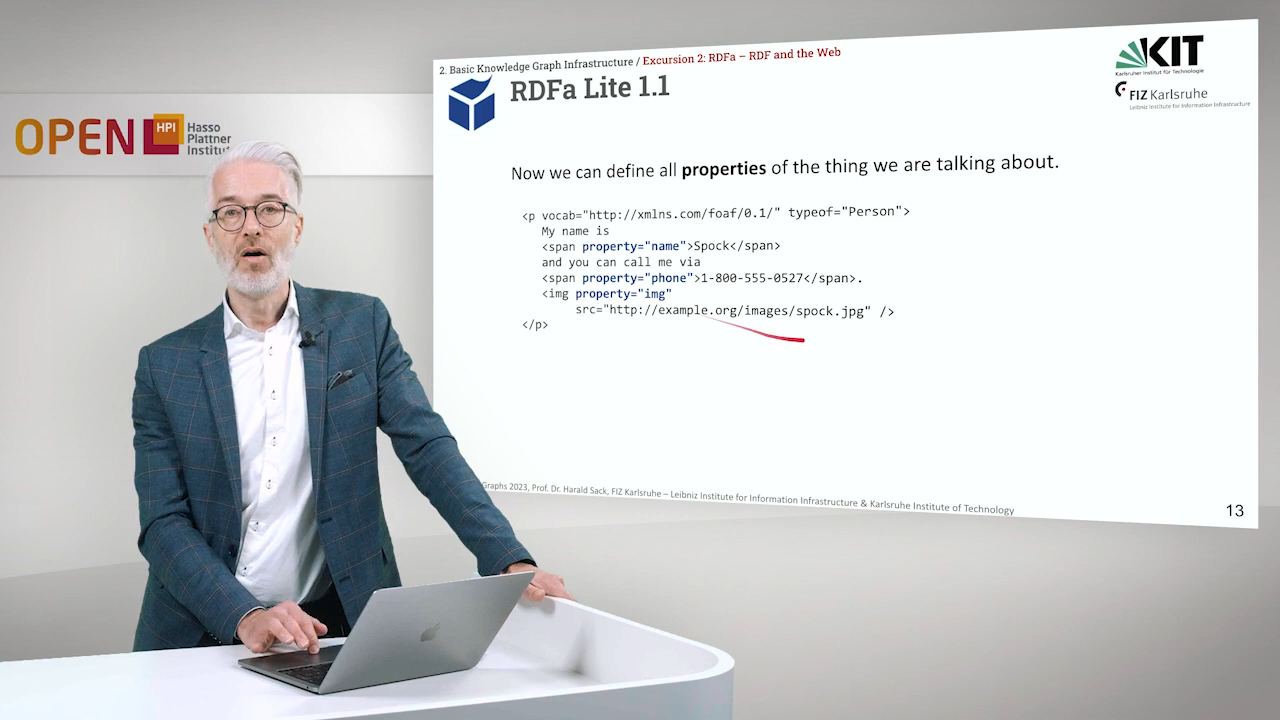 OPEN HPI Hasso
Plattner
Institut
2. Basic Knowledge Graph Infrastructure / Excursion 2: RDFa – RDF and the Web
RDFa Lite 1.1
KIT
Karlsruher Institut für Technologie
FIZ Karlsruhe
Leibniz Institute for Information Infrastructure
Now we can define all properties of the thing we are talking about.
<p vocab="http://xmlns.com/foaf/0.1/" typeof="Person">
My name is
<span property="name">Spock</span>
and you can call me via
<span property="phone">1-800-555-0527</span>.
<img property="img"
src="http://example.org/images/spock.jpg" />
</p>
Graphs 2023, Prof. Dr. Harald Sack, FIZ Karlsruhe – Leibniz Institute for Information Infrastructure & Karlsruhe Institute of Technology
13